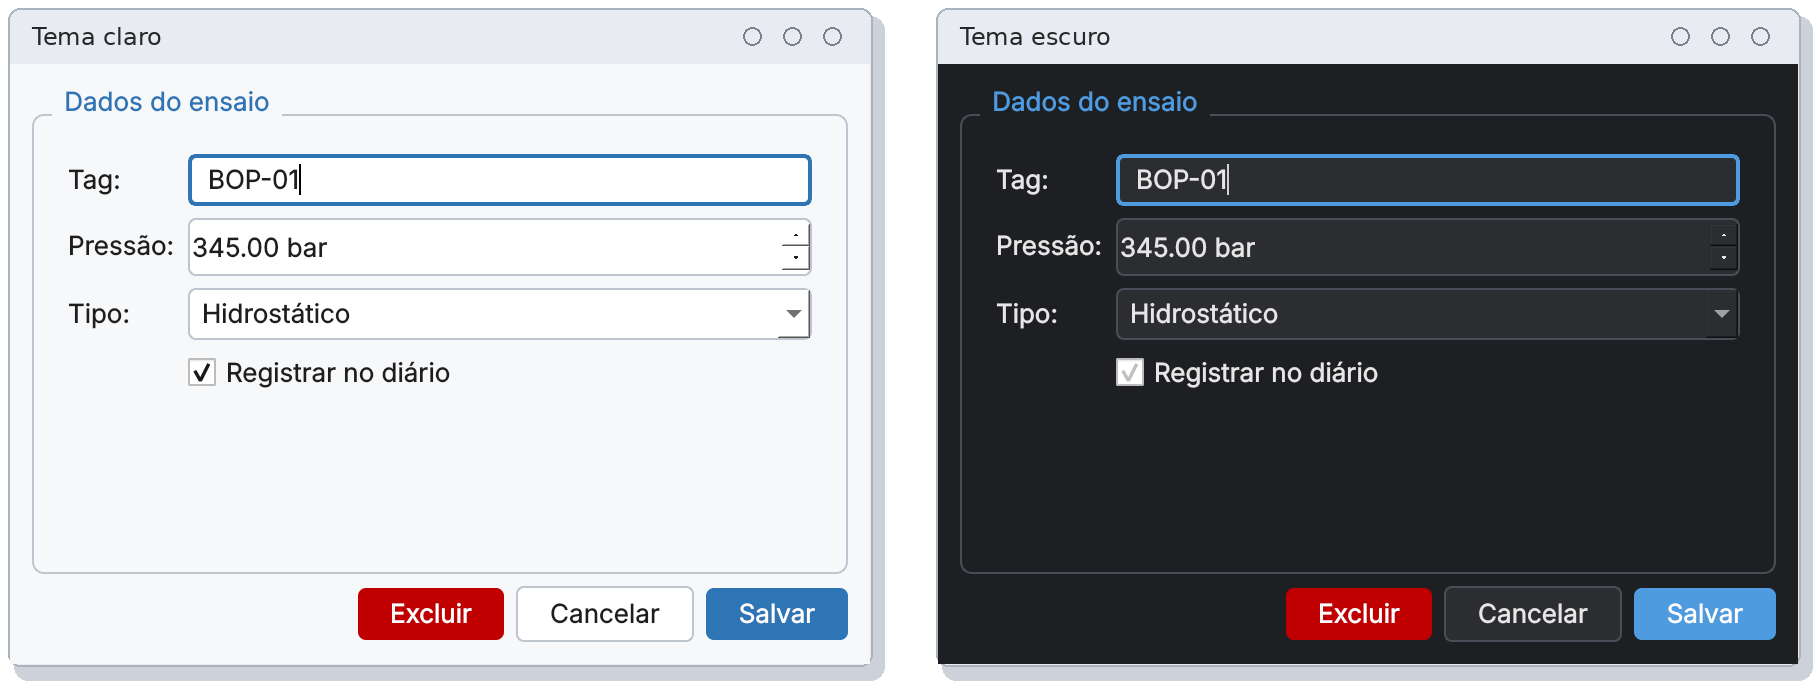 Tema claro
Dados do ensaio
Tag: BOP-01
Pressão: 345.00 bar
Tipo: Hidrostático
Registrar no diário
Excluir Cancelar Salvar
Tema escuro
Dados do ensaio
Tag: BOP-01
Pressão: 345.00 bar
Tipo: Hidrostático
Registrar no diário
Excluir Cancelar Salvar